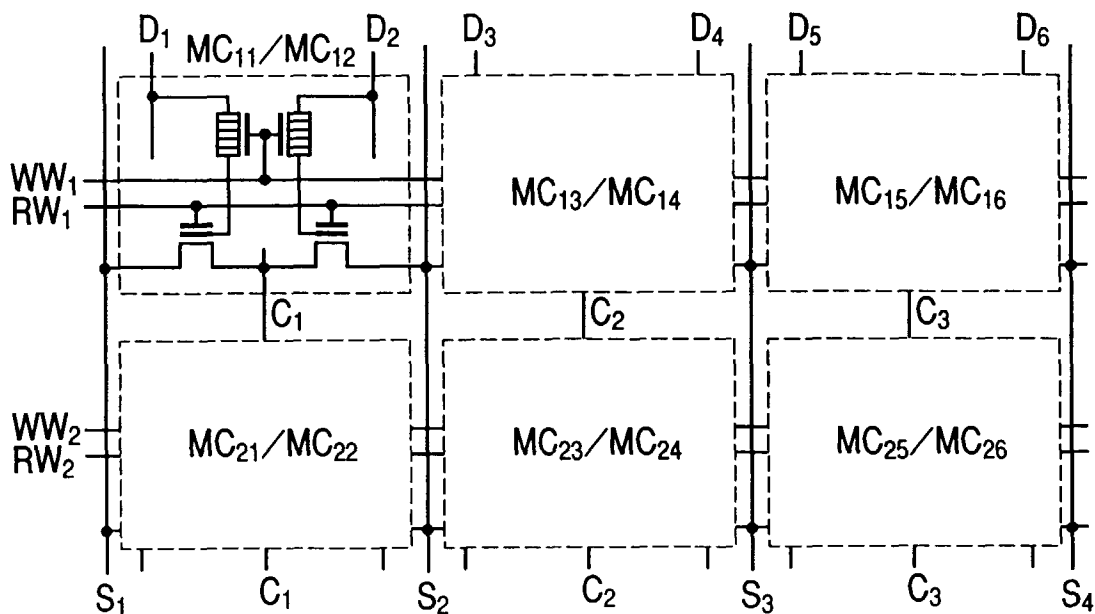 D₁ MC₁₁/MC₁₂ D₂ D₃ D₄ D₅ D₆
WW₁
RW₁
MC₁₃/MC₁₄ MC₁₅/MC₁₆
C₁ C₂ C₃
WW₂
RW₂
MC₂₁/MC₂₂ MC₂₃/MC₂₄ MC₂₅/MC₂₆
S₁ C₁ S₂ C₂ S₃ C₃ S₄